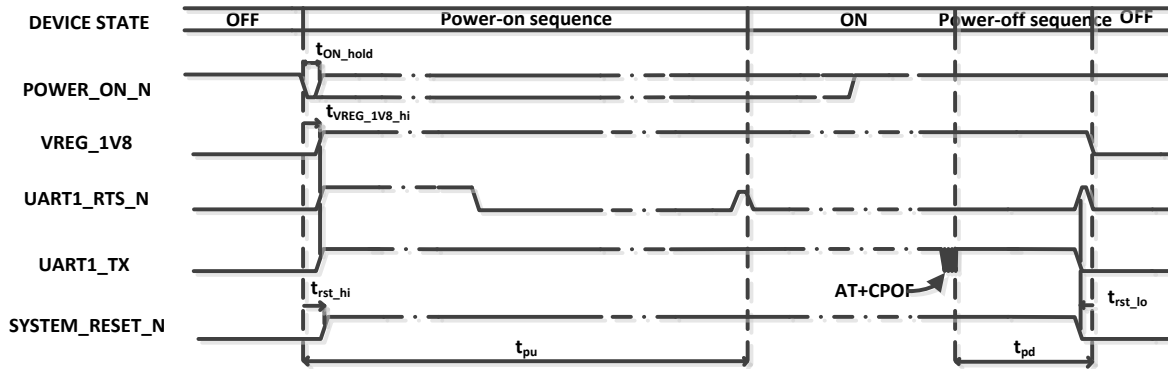 DEVICE STATE OFF Power-on sequence ON Power-off sequence OFF
tON_hold
POWER_ON_N
tVREG_1V8_hi
VREG_1V8
UART1_RTS_N
UART1_TX
AT+CPOF
trst_hi trst_lo
SYSTEM_RESET_N
tpu tpd